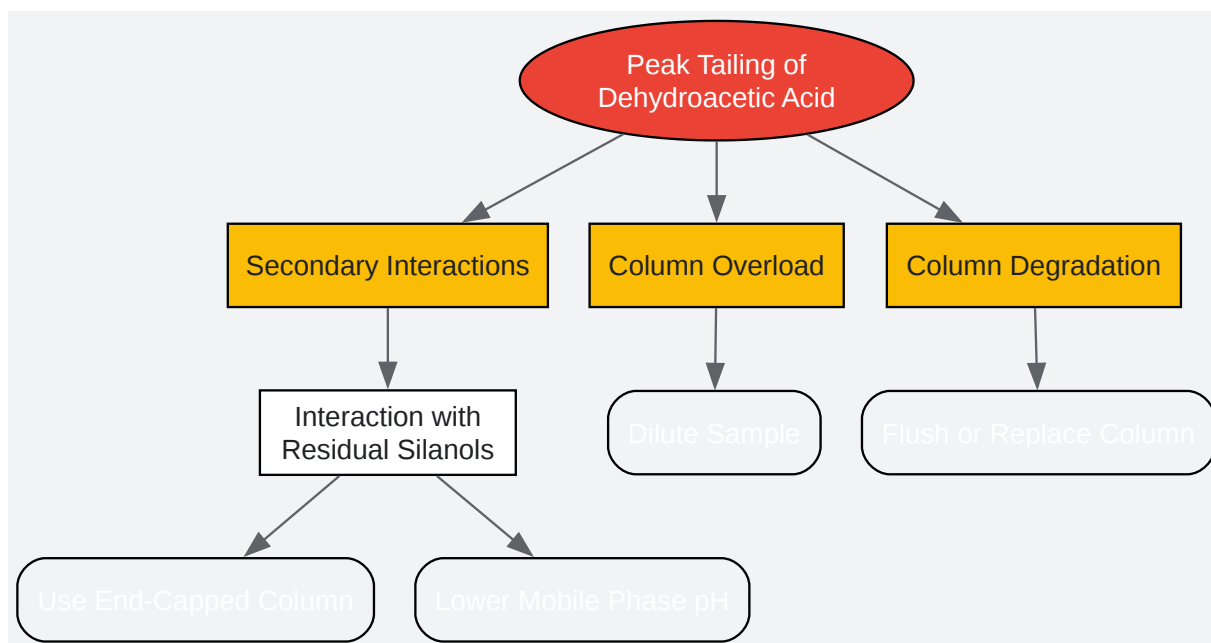 Peak Tailing of
Dehydroacetic Acid
Secondary Interactions
Column Overload
Column Degradation
Interaction with
Residual Silanols
Dilute Sample
Flush or Replace Column
Use End-Capped Column
Lower Mobile Phase pH